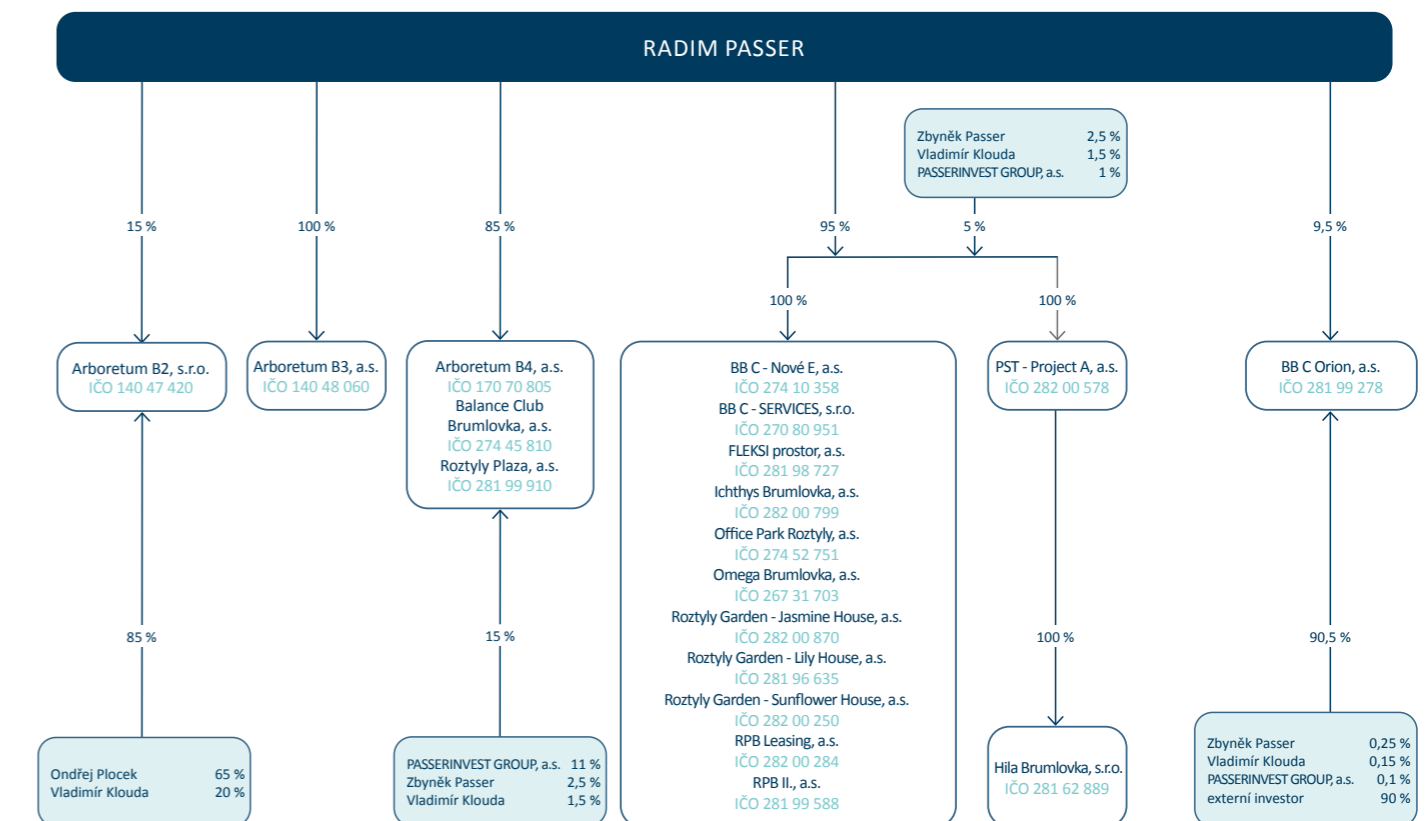 RADIM PASSER
Zbyněk Passer 2,5 %
Vladimír Klouda 1,5 %
PASSERINVEST GROUP, a.s. 1 %
15 %
100 %
85 %
95 %
5 %
9,5 %
100 %
100 %
Arboretum B2, s.r.o.
IČO 140 47 420
Arboretum B3, a.s.
IČO 140 48 060
Arboretum B4, a.s.
IČO 170 70 805
Balance Club
Brumlovka, a.s.
IČO 274 45 810
Roztyly Plaza, a.s.
IČO 281 99 910
BB C - Nové E, a.s.
IČO 274 10 358
BB C - SERVICES, s.r.o.
IČO 270 80 951
FLEKSI prostor, a.s.
IČO 281 98 727
Ichthys Brumlovka, a.s.
IČO 282 00 799
Office Park Roztyly, a.s.
IČO 274 52 751
Omega Brumlovka, a.s.
IČO 267 31 703
Roztyly Garden - Jasmine House, a.s.
IČO 282 00 870
Roztyly Garden - Lily House, a.s.
IČO 281 96 635
Roztyly Garden - Sunflower House, a.s.
IČO 282 00 250
RPB Leasing, a.s.
IČO 282 00 284
RPB II., a.s.
IČO 281 99 588
PST - Project A, a.s.
IČO 282 00 578
BB C Orion, a.s.
IČO 281 99 278
85 %
15 %
100 %
90,5 %
Ondřej Plocek 65 %
Vladimír Klouda 20 %
PASSERINVEST GROUP, a.s. 11 %
Zbyněk Passer 2,5 %
Vladimír Klouda 1,5 %
Hila Brumlovka, s.r.o.
IČO 281 62 889
Zbyněk Passer 0,25 %
Vladimír Klouda 0,15 %
PASSERINVEST GROUP, a.s. 0,1 %
externí investor 90 %